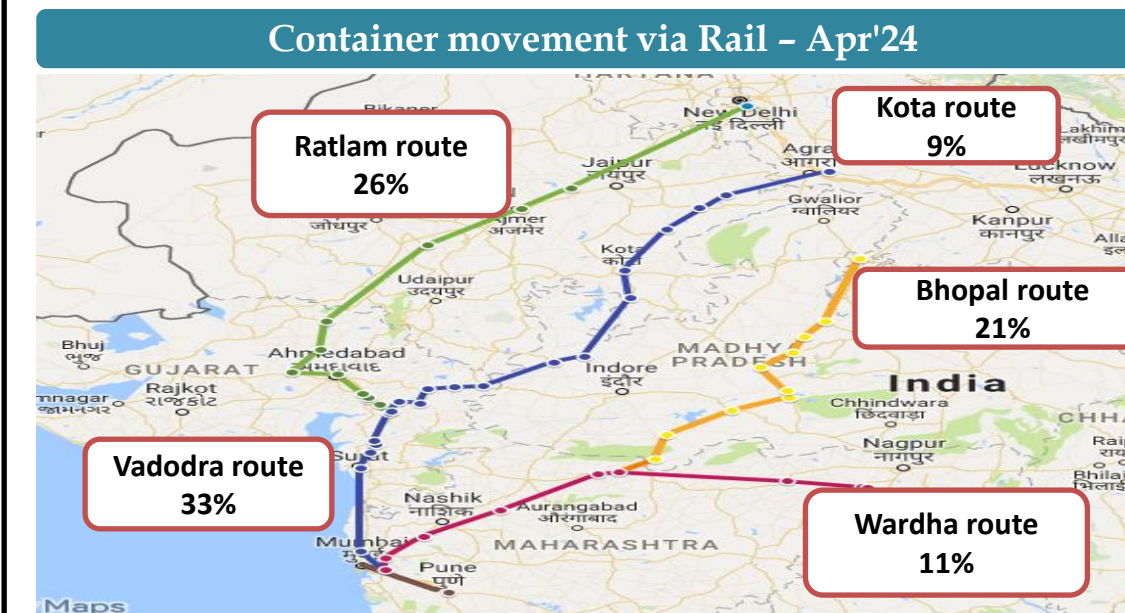 Container movement via Rail – Apr'24
Bikaner
New Delhi
नई दिल्ली
Kota route
9%
Ratlam route
26%
Jaipur
जयपुर
Agra
आगरा
Lucknow
लखनऊ
Gwalior
ग्वालियर
जोधपुर
अजमेर
Kanpur
कानपुर
Kota
कोटा
Udaipur
उदयपुर
Bhopal route
21%
Bhuj
ભુજ
Ahmedabad
GUJARAT
Rajkot
રાજકોટ
MADHYA
PRADESH
Indore
इंदौर
India
Chhindwara
छिंदवाड़ा
Nagpur
नागपुर
Vadodra route
33%
Surat
Nashik
नाशिक
Aurangabad
औरंगाबाद
Wardha route
11%
Mumbai
MAHARASHTRA
Pune
पुणे
Maps